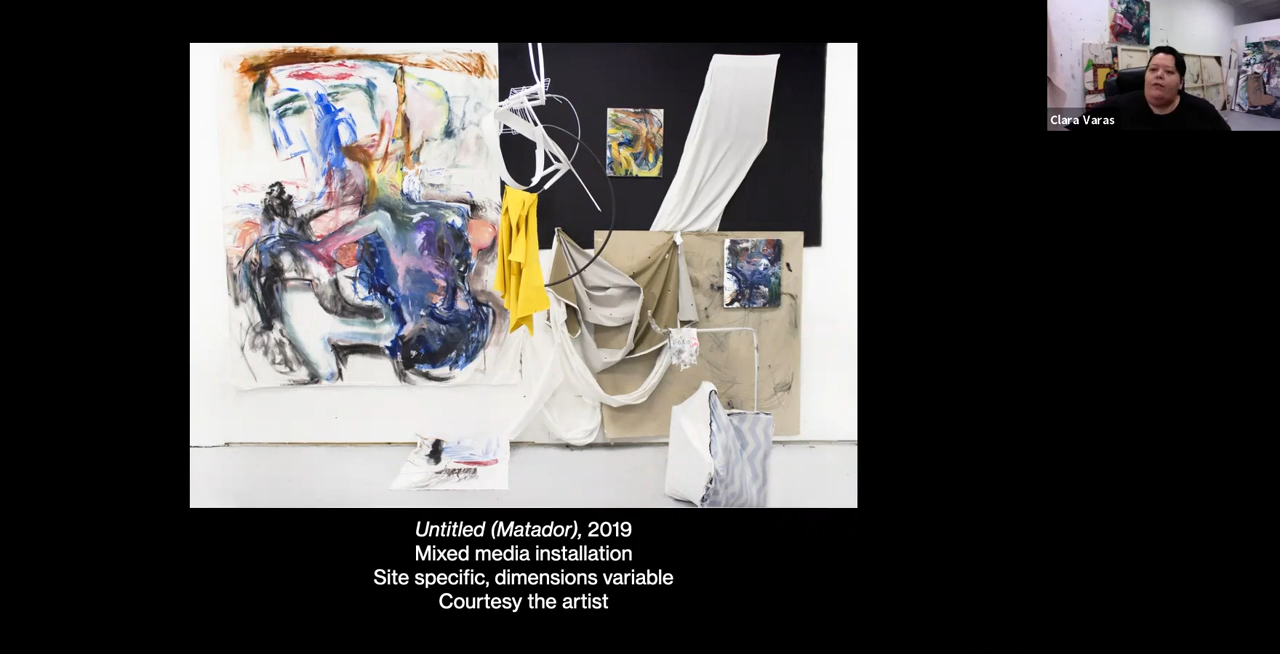 Clara Varas
Untitled (Matador), 2019
Mixed media installation
Site specific, dimensions variable
Courtesy the artist